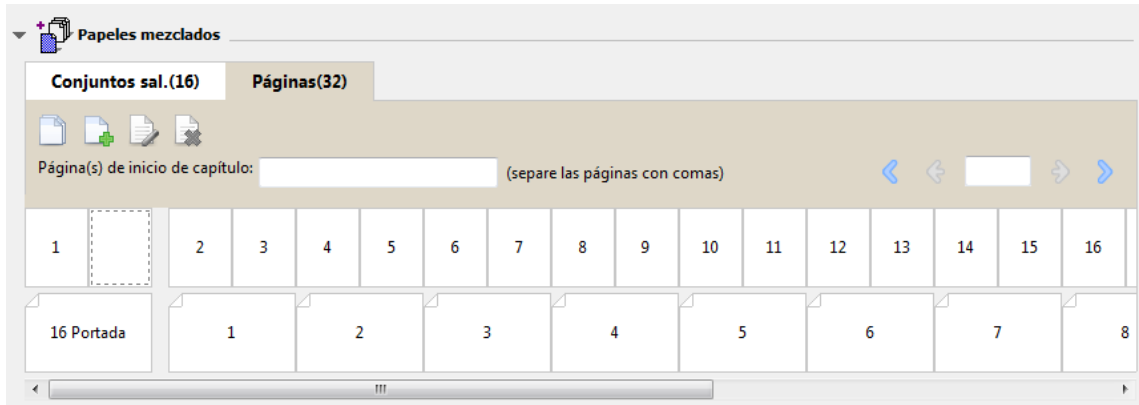 Papeles mezclados
Conjuntos sal.(16) Páginas(32)
Página(s) de inicio de capítulo: (separe las páginas con comas)
1 2 3 4 5 6 7 8 9 10 11 12 13 14 15 16
16 Portada 1 2 3 4 5 6 7 8